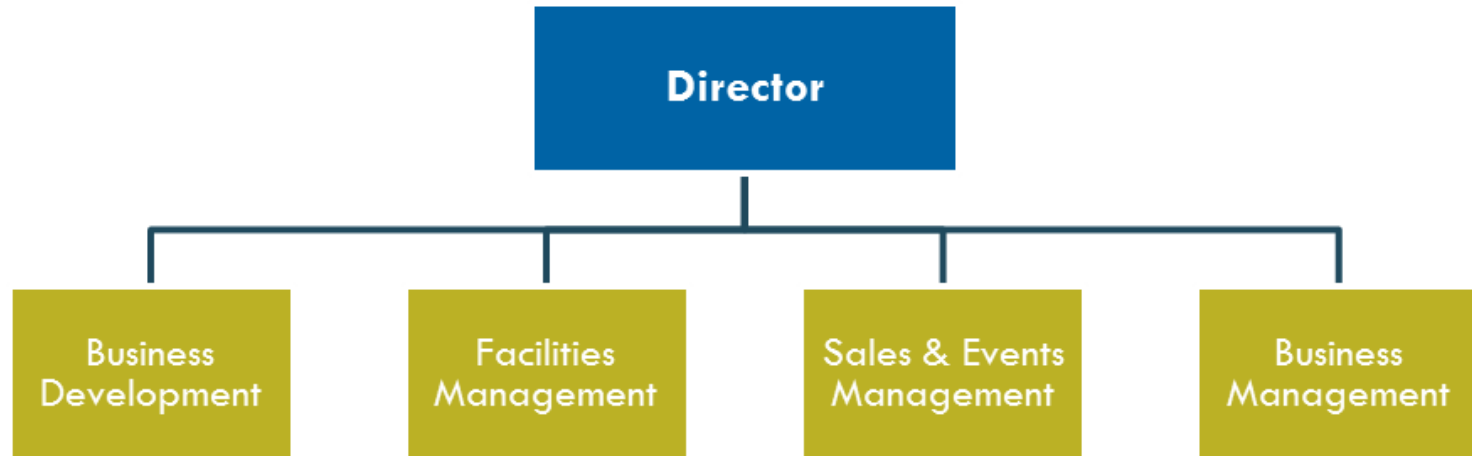 Director
Business
Development
Facilities
Management
Sales & Events
Management
Business
Management